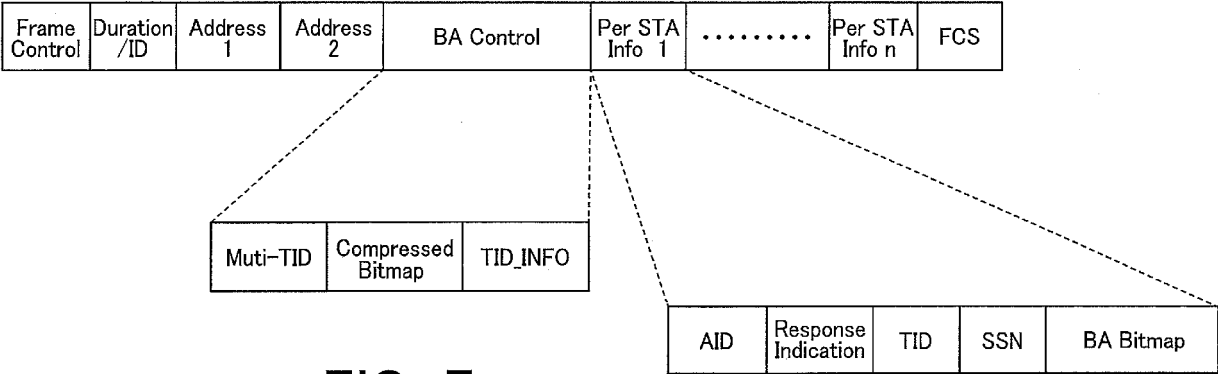 Frame Control
Duration /ID
Address 1
Address 2
BA Control
Per STA Info 1
.........
Per STA Info n
FCS
Muti-TID
Compressed Bitmap
TID_INFO
AID
Response Indication
TID
SSN
BA Bitmap